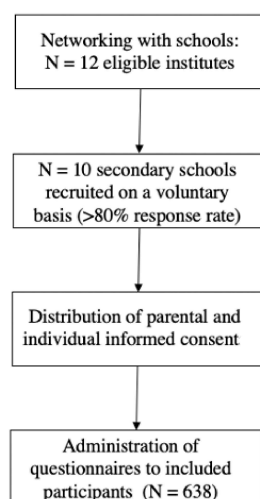 Networking with schools:
N = 12 eligible institutes
N = 10 secondary schools
recruited on a voluntary
basis (>80% response rate)
Distribution of parental and
individual informed consent
Administration of
questionnaires to included
participants (N = 638)